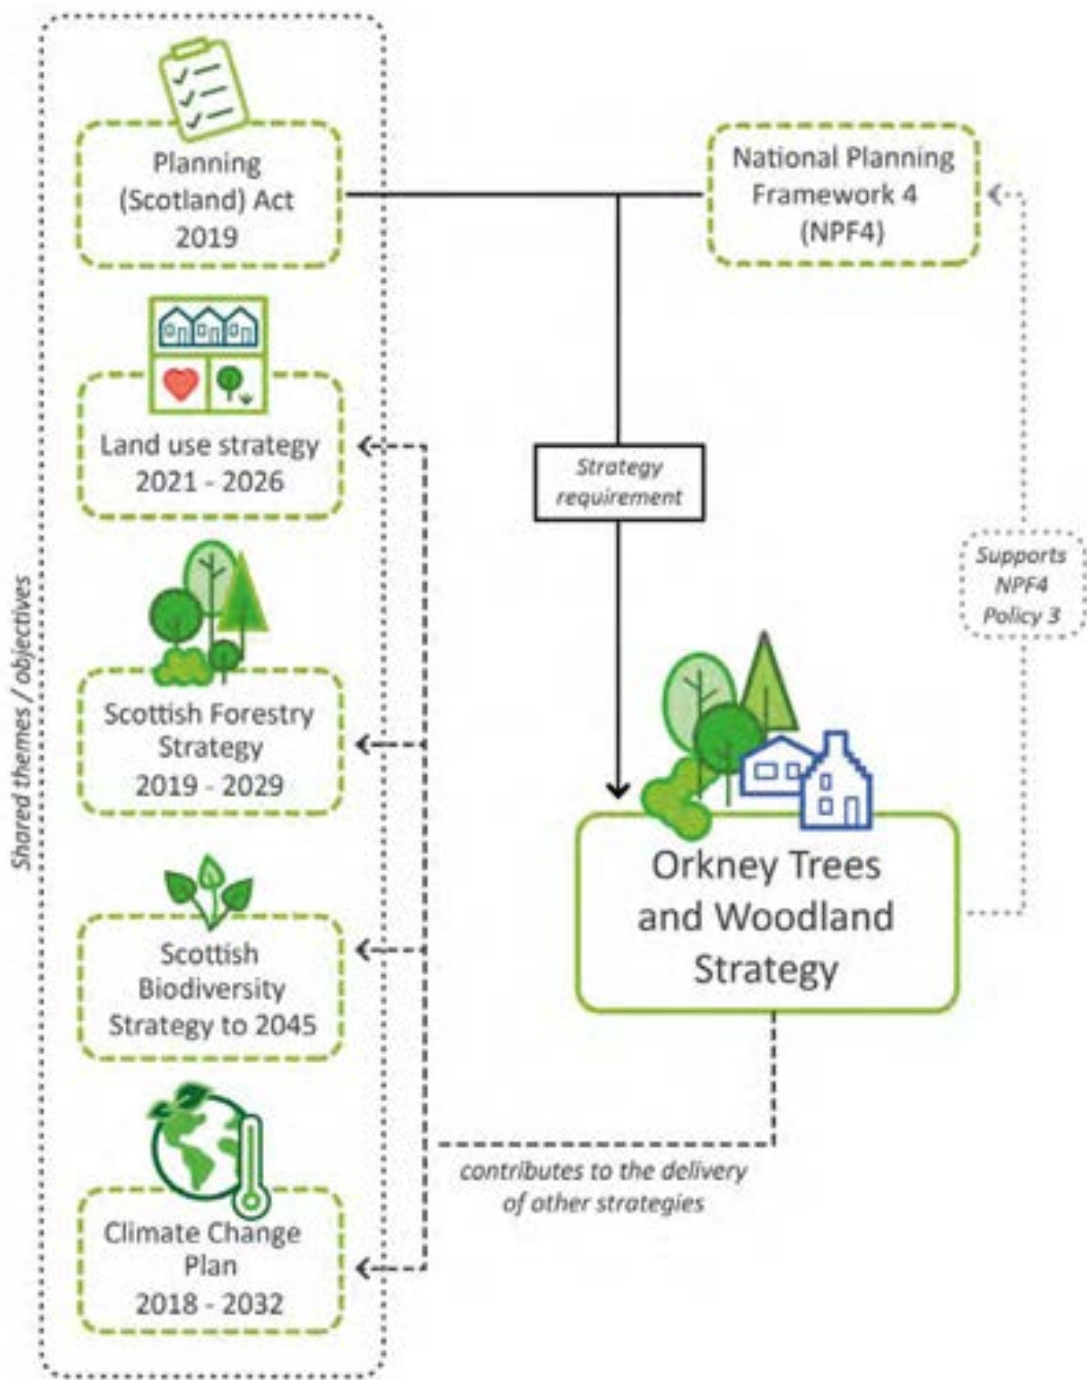 Planning
(Scotland) Act
2019
National Planning
Framework 4
(NPF4)
Land use strategy
2021 - 2026
Strategy
requirement
Supports
NPF4
Policy 3
Shared themes / objectives
Scottish Forestry
Strategy
2019 - 2029
Orkney Trees
and Woodland
Strategy
Scottish
Biodiversity
Strategy to 2045
contributes to the delivery
of other strategies
Climate Change
Plan
2018 - 2032